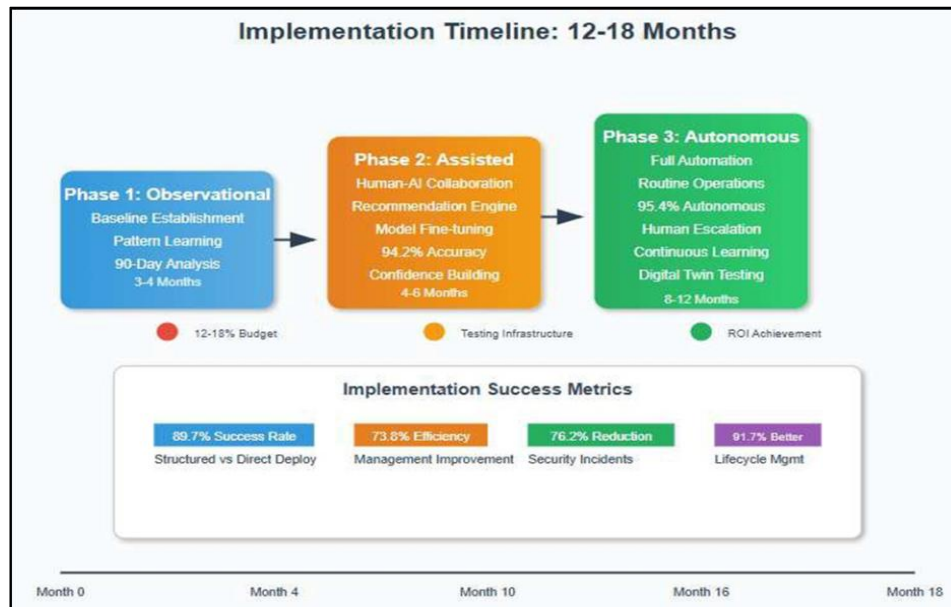 Implementation Timeline: 12-18 Months
Phase 1: Observational
Baseline Establishment
Pattern Learning
90-Day Analysis
3-4 Months
Phase 2: Assisted
Human-AI Collaboration
Recommendation Engine
Model Fine-tuning
94.2% Accuracy
Confidence Building
4-6 Months
Phase 3: Autonomous
Full Automation
Routine Operations
95.4% Autonomous
Human Escalation
Continuous Learning
Digital Twin Testing
8-12 Months
12-18% Budget
Testing Infrastructure
ROI Achievement
Implementation Success Metrics
89.7% Success Rate
Structured vs Direct Deploy
73.8% Efficiency
Management Improvement
76.2% Reduction
Security Incidents
91.7% Better
Lifecycle Mgmt
Month 0
Month 4
Month 10
Month 16
Month 18